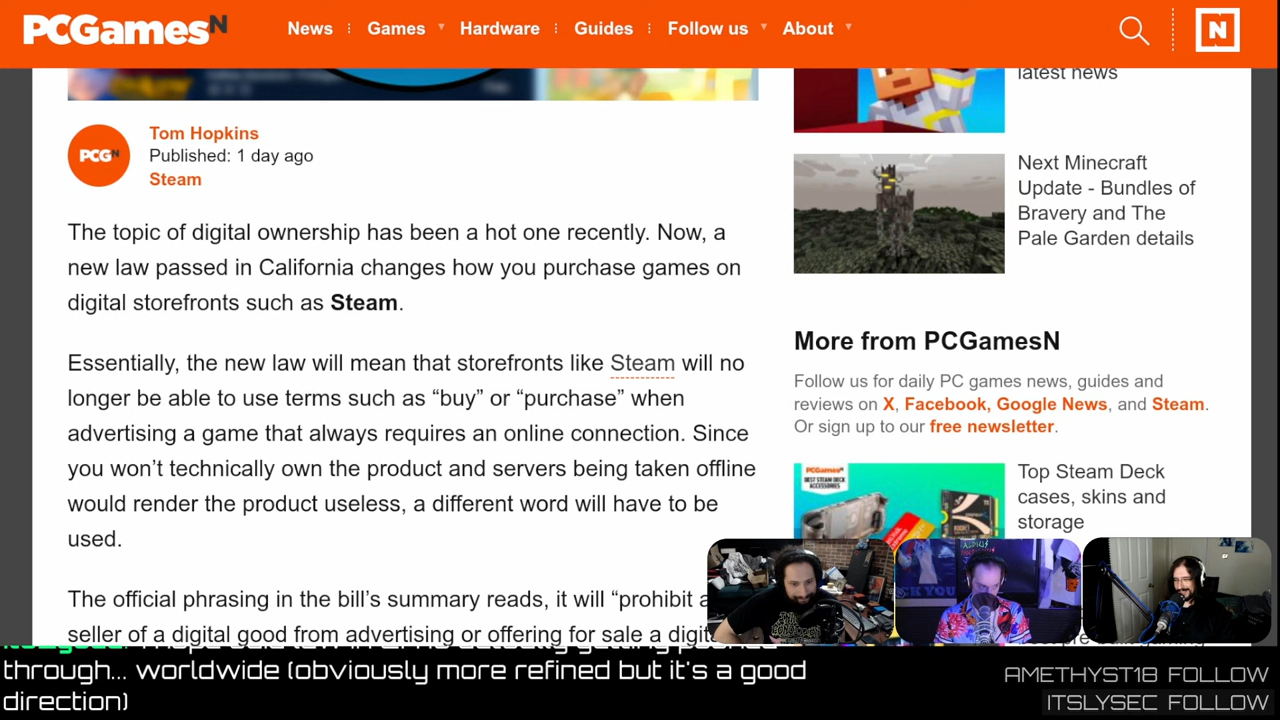 PCGamesN
News
Games
Hardware
Guides
Follow us
About
N
latest news
PCGN
Tom Hopkins
Published: 1 day ago
Steam
The topic of digital ownership has been a hot one recently. Now, a
new law passed in California changes how you purchase games on
digital storefronts such as Steam.
Essentially, the new law will mean that storefronts like Steam will no
longer be able to use terms such as “buy” or “purchase” when
advertising a game that always requires an online connection. Since
you won’t technically own the product and servers being taken offline
would render the product useless, a different word will have to be
used.
The official phrasing in the bill’s summary reads, it will “prohibit a
seller of a digital good from advertising or offering for sale a digit
Next Minecraft
Update - Bundles of
Bravery and The
Pale Garden details
More from PCGamesN
Follow us for daily PC games news, guides and
reviews on X, Facebook, Google News, and Steam.
Or sign up to our free newsletter.
PCGamesN
BEST STEAM DECK
ACCESSORIES
Top Steam Deck
cases, skins and
storage
through... worldwide (obviously more refined but it's a good
direction)
AMETHYST18 FOLLOW
ITSLYSEC FOLLOW